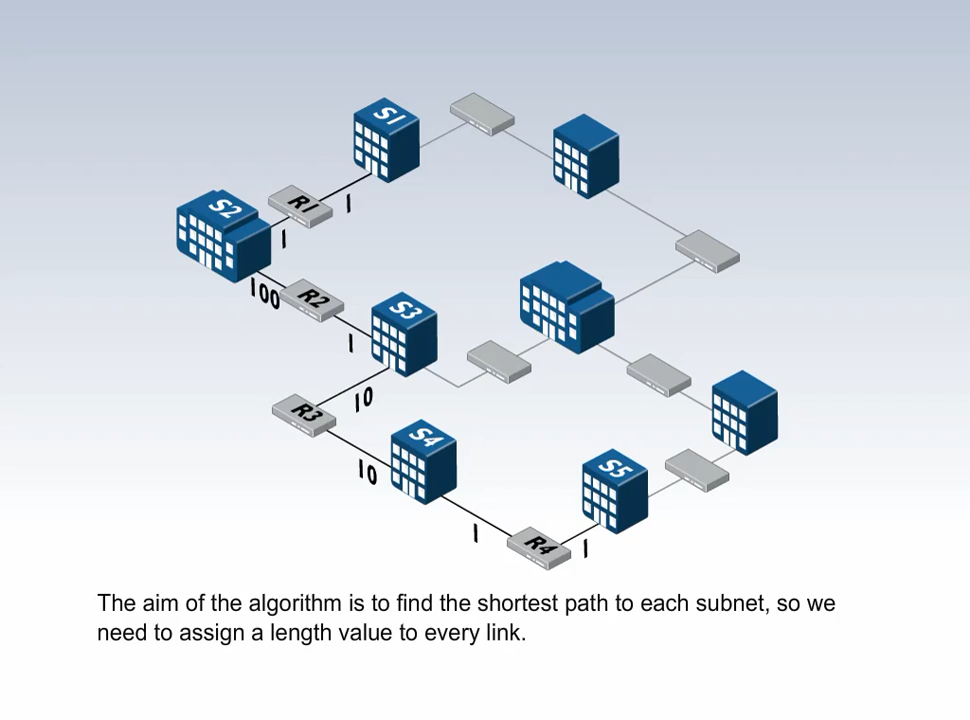 S1
S2
R1
1
1
100
R2
S3
1
10
R3
S4
10
S5
1
R4
1
The aim of the algorithm is to find the shortest path to each subnet, so we
need to assign a length value to every link.